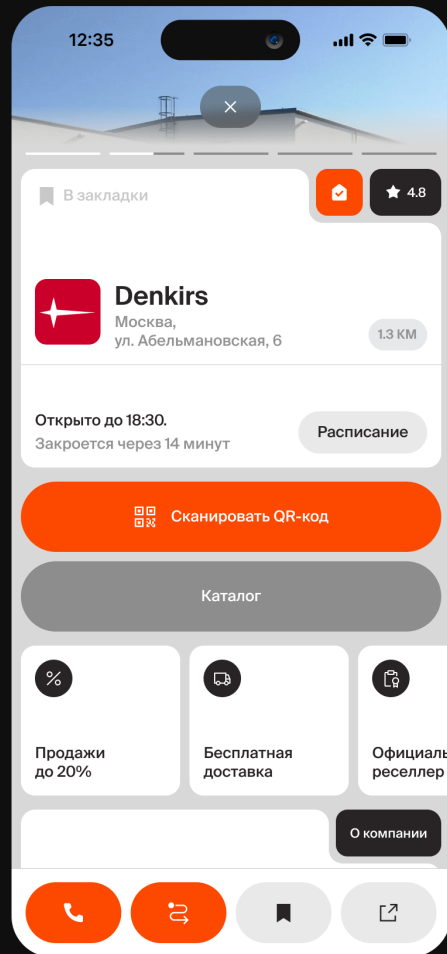 12:35
В закладки
4.8
Denkirs
Москва,
ул. Абельмановская, 6
1.3 КМ
Открыто до 18:30.
Закроется через 14 минут
Расписание
Сканировать QR-код
Каталог
Продажи
до 20%
Бесплатная
доставка
Официаль
реселлер
О компании